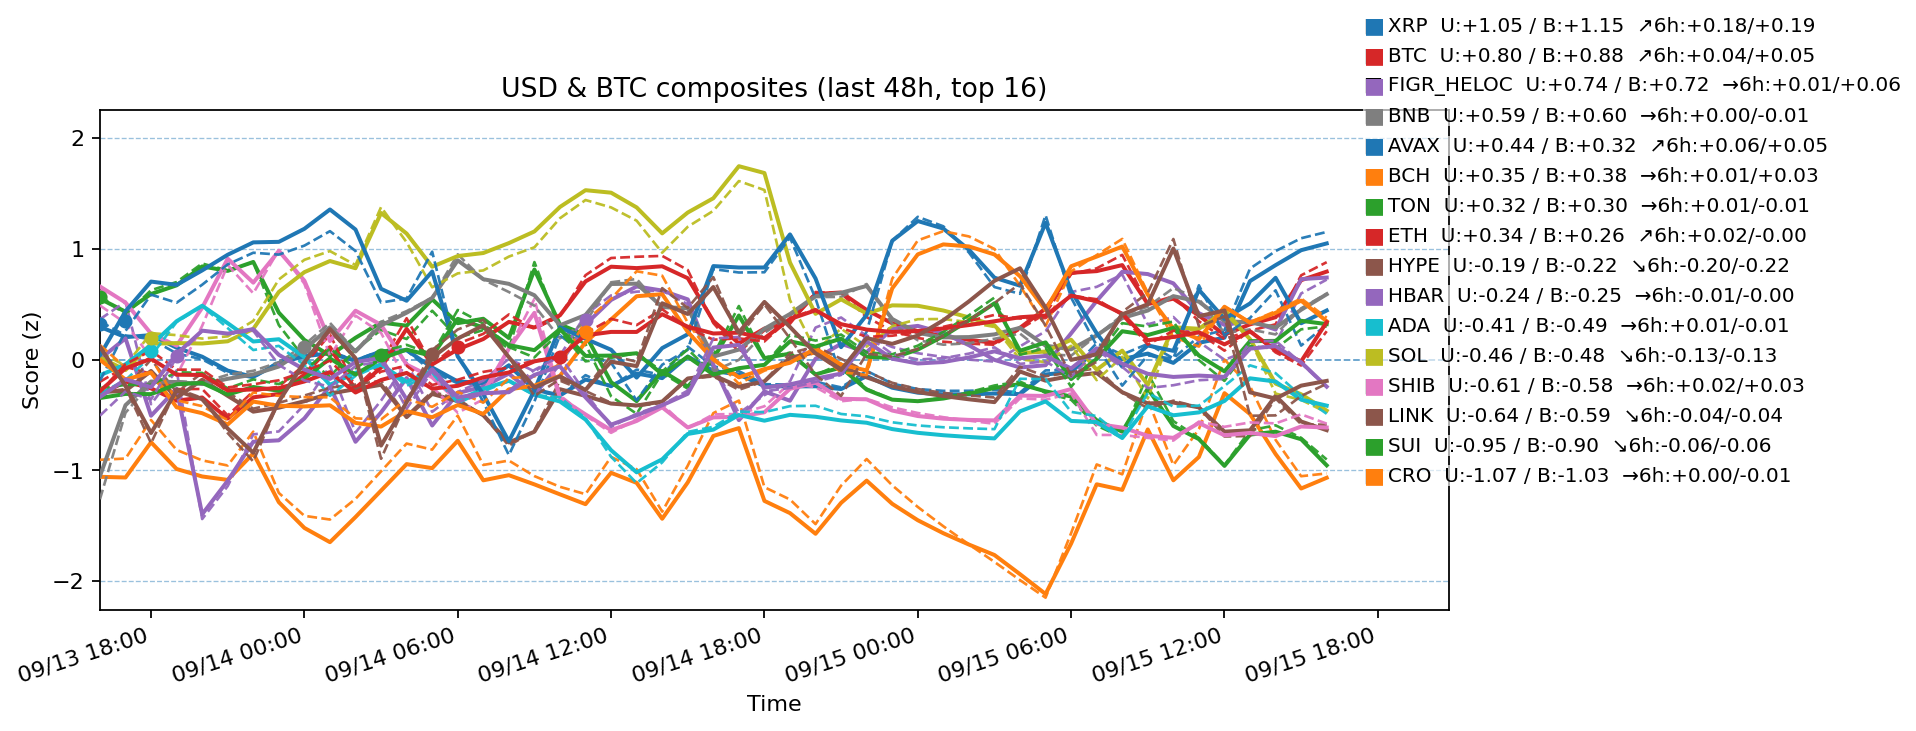 XRP U:+1.05 / B:+1.15 ↗6h:+0.18/+0.19
BTC U:+0.80 / B:+0.88 ↗6h:+0.04/+0.05
FIGR_HELOC U:+0.74 / B:+0.72 →6h:+0.01/+0.06
BNB U:+0.59 / B:+0.60 →6h:+0.00/-0.01
AVAX U:+0.44 / B:+0.32 ↗6h:+0.06/+0.05
BCH U:+0.35 / B:+0.38 →6h:+0.01/+0.03
TON U:+0.32 / B:+0.30 →6h:+0.01/-0.01
ETH U:+0.34 / B:+0.26 ↗6h:+0.02/-0.00
HYPE U:-0.19 / B:-0.22 ↘6h:-0.20/-0.22
HBAR U:-0.24 / B:-0.25 →6h:-0.01/-0.00
ADA U:-0.41 / B:-0.49 →6h:+0.01/-0.01
SOL U:-0.46 / B:-0.48 ↘6h:-0.13/-0.13
SHIB U:-0.61 / B:-0.58 →6h:+0.02/+0.03
LINK U:-0.64 / B:-0.59 ↘6h:-0.04/-0.04
SUI U:-0.95 / B:-0.90 ↘6h:-0.06/-0.06
CRO U:-1.07 / B:-1.03 →6h:+0.00/-0.01
USD & BTC composites (last 48h, top 16)
Score (z)
2
1
0
−1
−2
09/13 18:00
09/14 00:00
09/14 06:00
09/14 12:00
09/14 18:00
09/15 00:00
09/15 06:00
09/15 12:00
09/15 18:00
Time